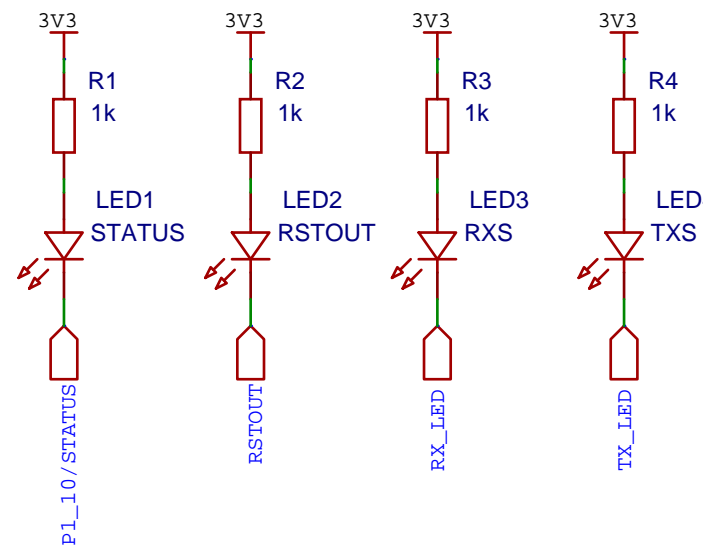 3V3
3V3
3V3
3V3
R1
1k
R2
1k
R3
1k
R4
1k
LED1
STATUS
LED2
RSTOUT
LED3
RXS
LED
TXS
P1_10/STATUS
RSTOUT
RX_LED
TX_LED